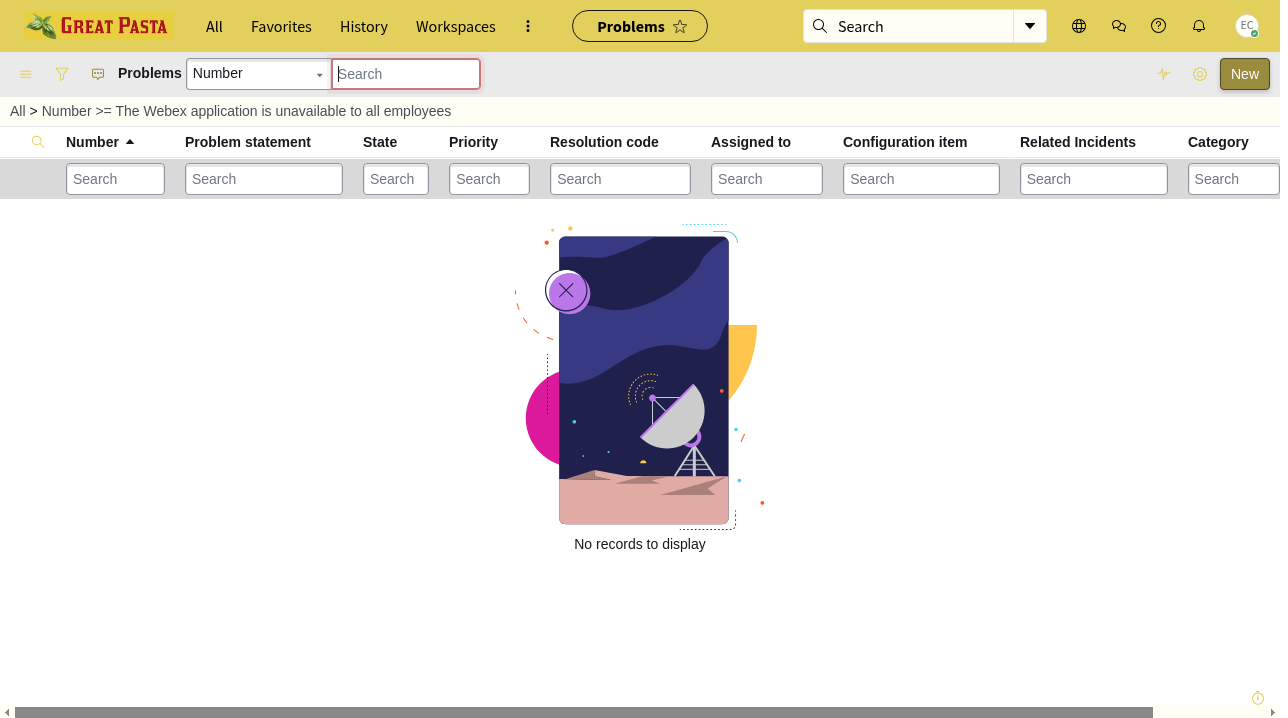 GREAT PASTA All Favorites History Workspaces Problems Search EC
Problems Number Search New
All > Number >= The Webex application is unavailable to all employees
Number Problem statement State Priority Resolution code Assigned to Configuration item Related Incidents Category
Search Search Search Search Search Search Search Search Search
No records to display